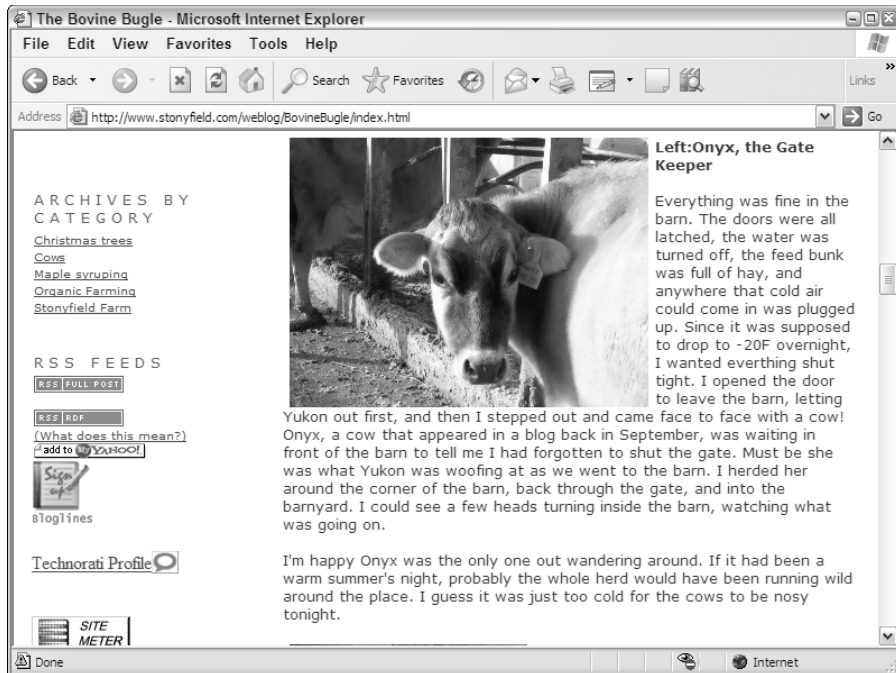 The Bovine Bugle - Microsoft Internet Explorer
File Edit View Favorites Tools Help
Back Search Favorites Links
Address http://www.stonyfield.com/weblog/BovineBugle/index.html Go
ARCHIVES BY
CATEGORY
Christmas trees
Cows
Maple syruping
Organic Farming
Stonyfield Farm
RSS FEEDS
RSS FULL POST
RSS RDF
(What does this mean?)
add to MY YAHOO!
Sign up!
Bloglines
Technorati Profile
SITE
METER
Left:Onyx, the Gate
Keeper
Everything was fine in the
barn. The doors were all
latched, the water was
turned off, the feed bunk
was full of hay, and
anywhere that cold air
could come in was plugged
up. Since it was supposed
to drop to -20F overnight,
I wanted everthing shut
tight. I opened the door
to leave the barn, letting
Yukon out first, and then I stepped out and came face to face with a cow!
Onyx, a cow that appeared in a blog back in September, was waiting in
front of the barn to tell me I had forgotten to shut the gate. Must be she
was what Yukon was woofing at as we went to the barn. I herded her
around the corner of the barn, back through the gate, and into the
barnyard. I could see a few heads turning inside the barn, watching what
was going on.
I'm happy Onyx was the only one out wandering around. If it had been a
warm summer's night, probably the whole herd would have been running wild
around the place. I guess it was just too cold for the cows to be nosy
tonight.
Done Internet